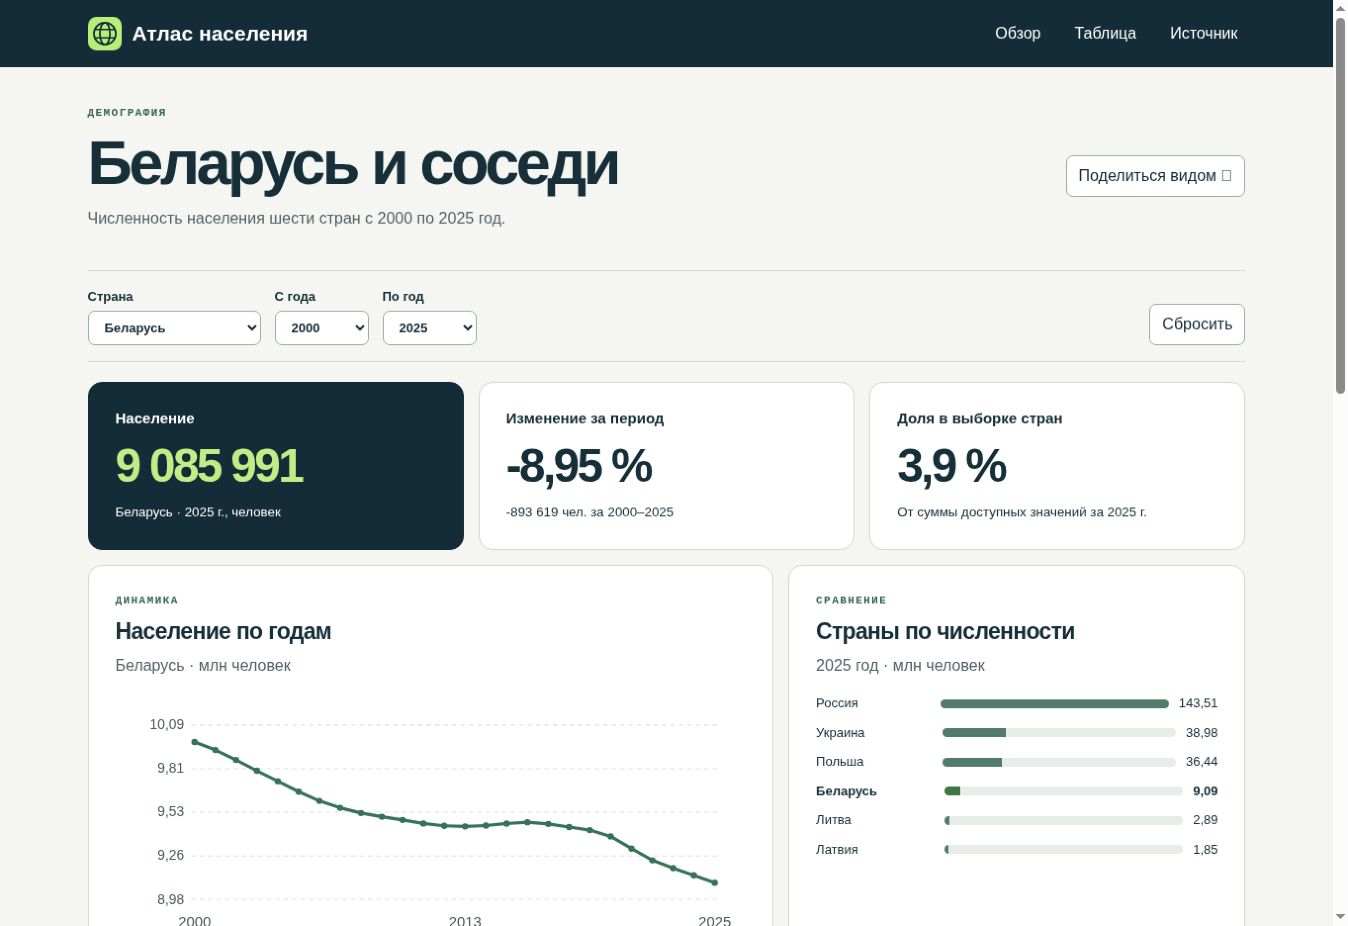 Атлас населения
Обзор Таблица Источник
ДЕМОГРАФИЯ
Беларусь и соседи
Численность населения шести стран с 2000 по 2025 год.
Поделиться видом
Страна С года По год
Беларусь 2000 2025
Сбросить
Население
9 085 991
Беларусь · 2025 г., человек
Изменение за период
-8,95 %
-893 619 чел. за 2000–2025
Доля в выборке стран
3,9 %
От суммы доступных значений за 2025 г.
ДИНАМИКА
Население по годам
Беларусь · млн человек
10,09
9,81
9,53
9,26
8,98
2000 2013 2025
СРАВНЕНИЕ
Страны по численности
2025 год · млн человек
Россия 143,51
Украина 38,98
Польша 36,44
Беларусь 9,09
Литва 2,89
Латвия 1,85